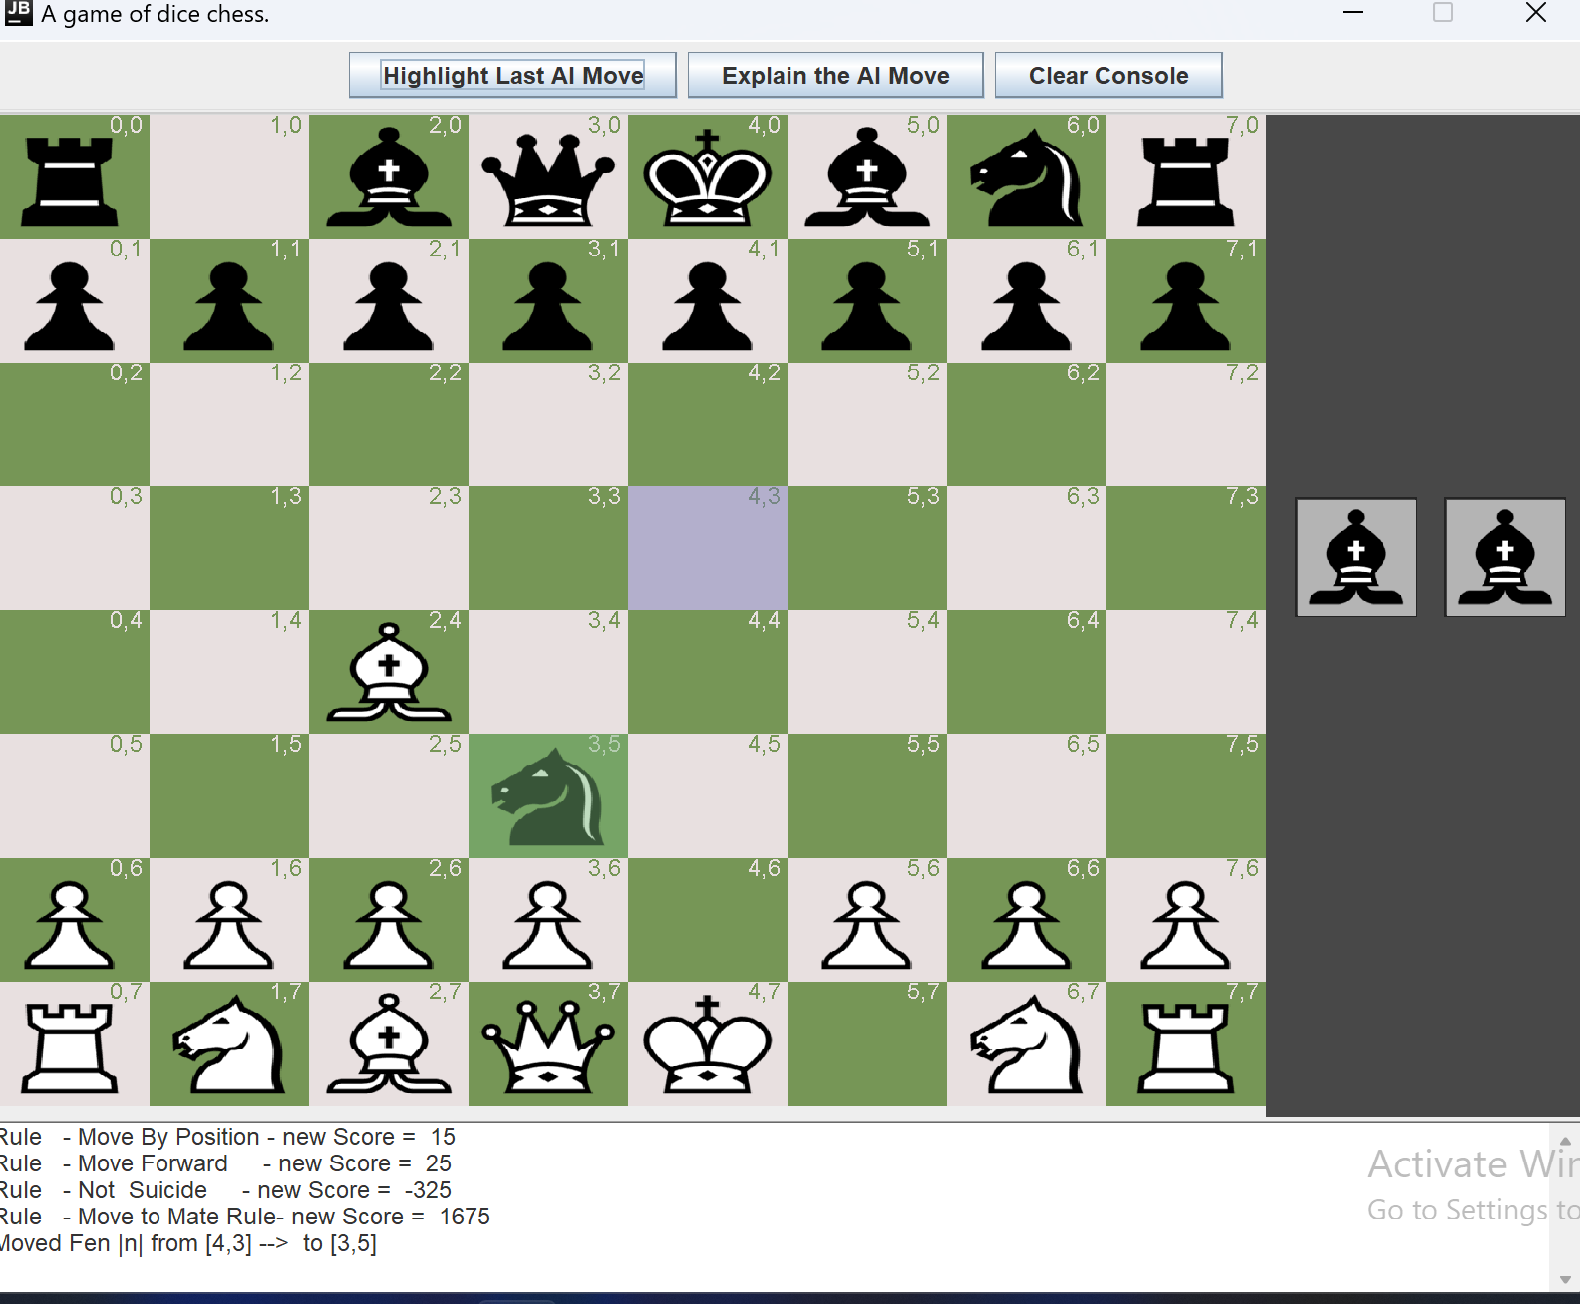 JB A game of dice chess.
Highlight Last AI Move Explain the AI Move Clear Console
0,0 1,0 2,0 3,0 4,0 5,0 6,0 7,0
0,1 1,1 2,1 3,1 4,1 5,1 6,1 7,1
0,2 1,2 2,2 3,2 4,2 5,2 6,2 7,2
0,3 1,3 2,3 3,3 4,3 5,3 6,3 7,3
0,4 1,4 2,4 3,4 4,4 5,4 6,4 7,4
0,5 1,5 2,5 3,5 4,5 5,5 6,5 7,5
0,6 1,6 2,6 3,6 4,6 5,6 6,6 7,6
0,7 1,7 2,7 3,7 4,7 5,7 6,7 7,7
Rule - Move By Position - new Score = 15
Rule - Move Forward - new Score = 25
Rule - Not Suicide - new Score = -325
Rule - Move to Mate Rule- new Score = 1675
Moved Fen |n| from [4,3] --> to [3,5]
Activate Win
Go to Settings to